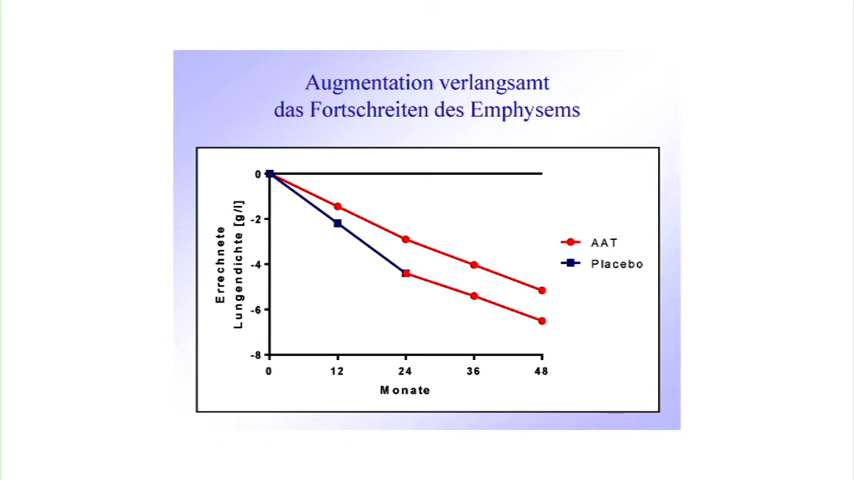 Augmentation verlangsamt
das Fortschreiten des Emphysems
0
-2
-4
-6
-8
Errechnete
Lungendichte [g/l]
0 12 24 36 48
Monate
AAT
Placebo